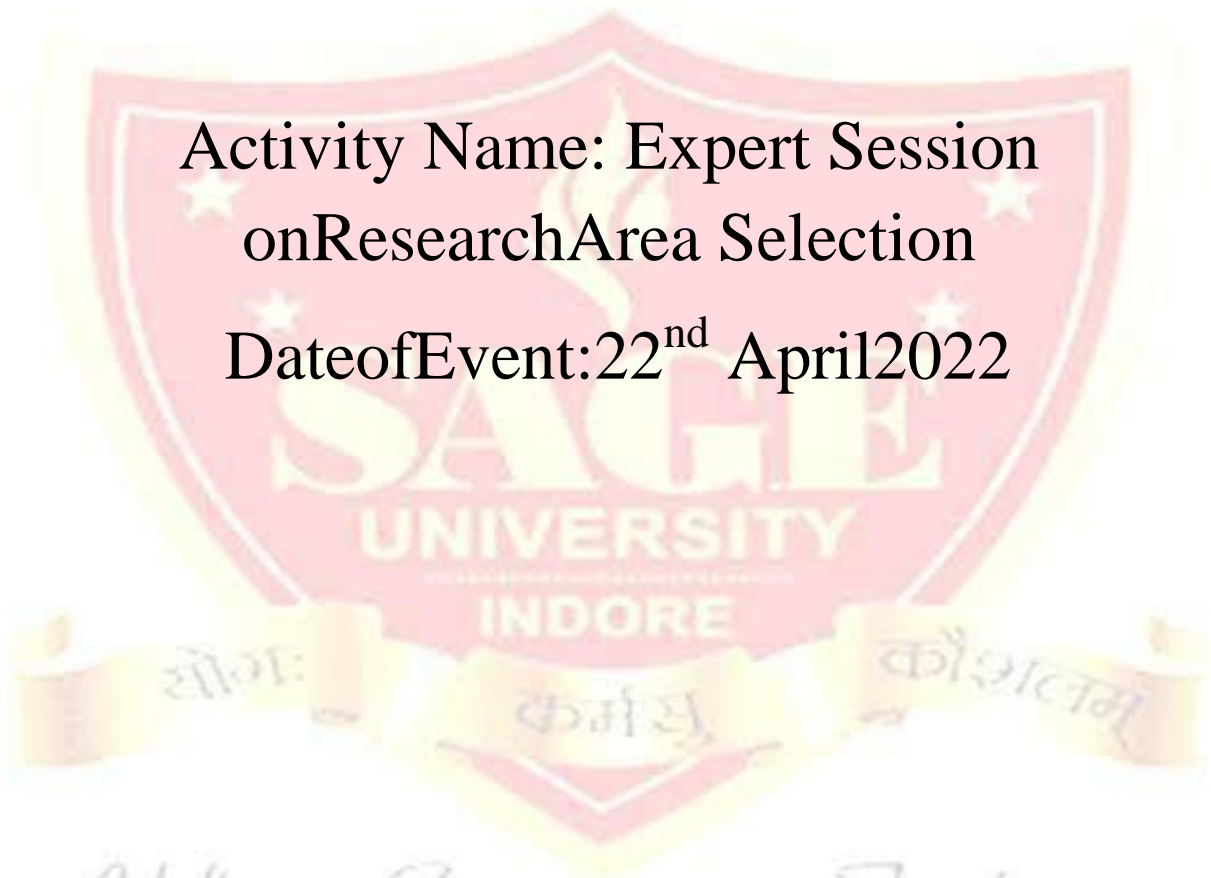 Activity Name: Expert Session
onResearchArea Selection
DateofEvent:22nd April2022
SAGE
UNIVERSITY
INDORE
योगः
कर्मसु
कौशलम्